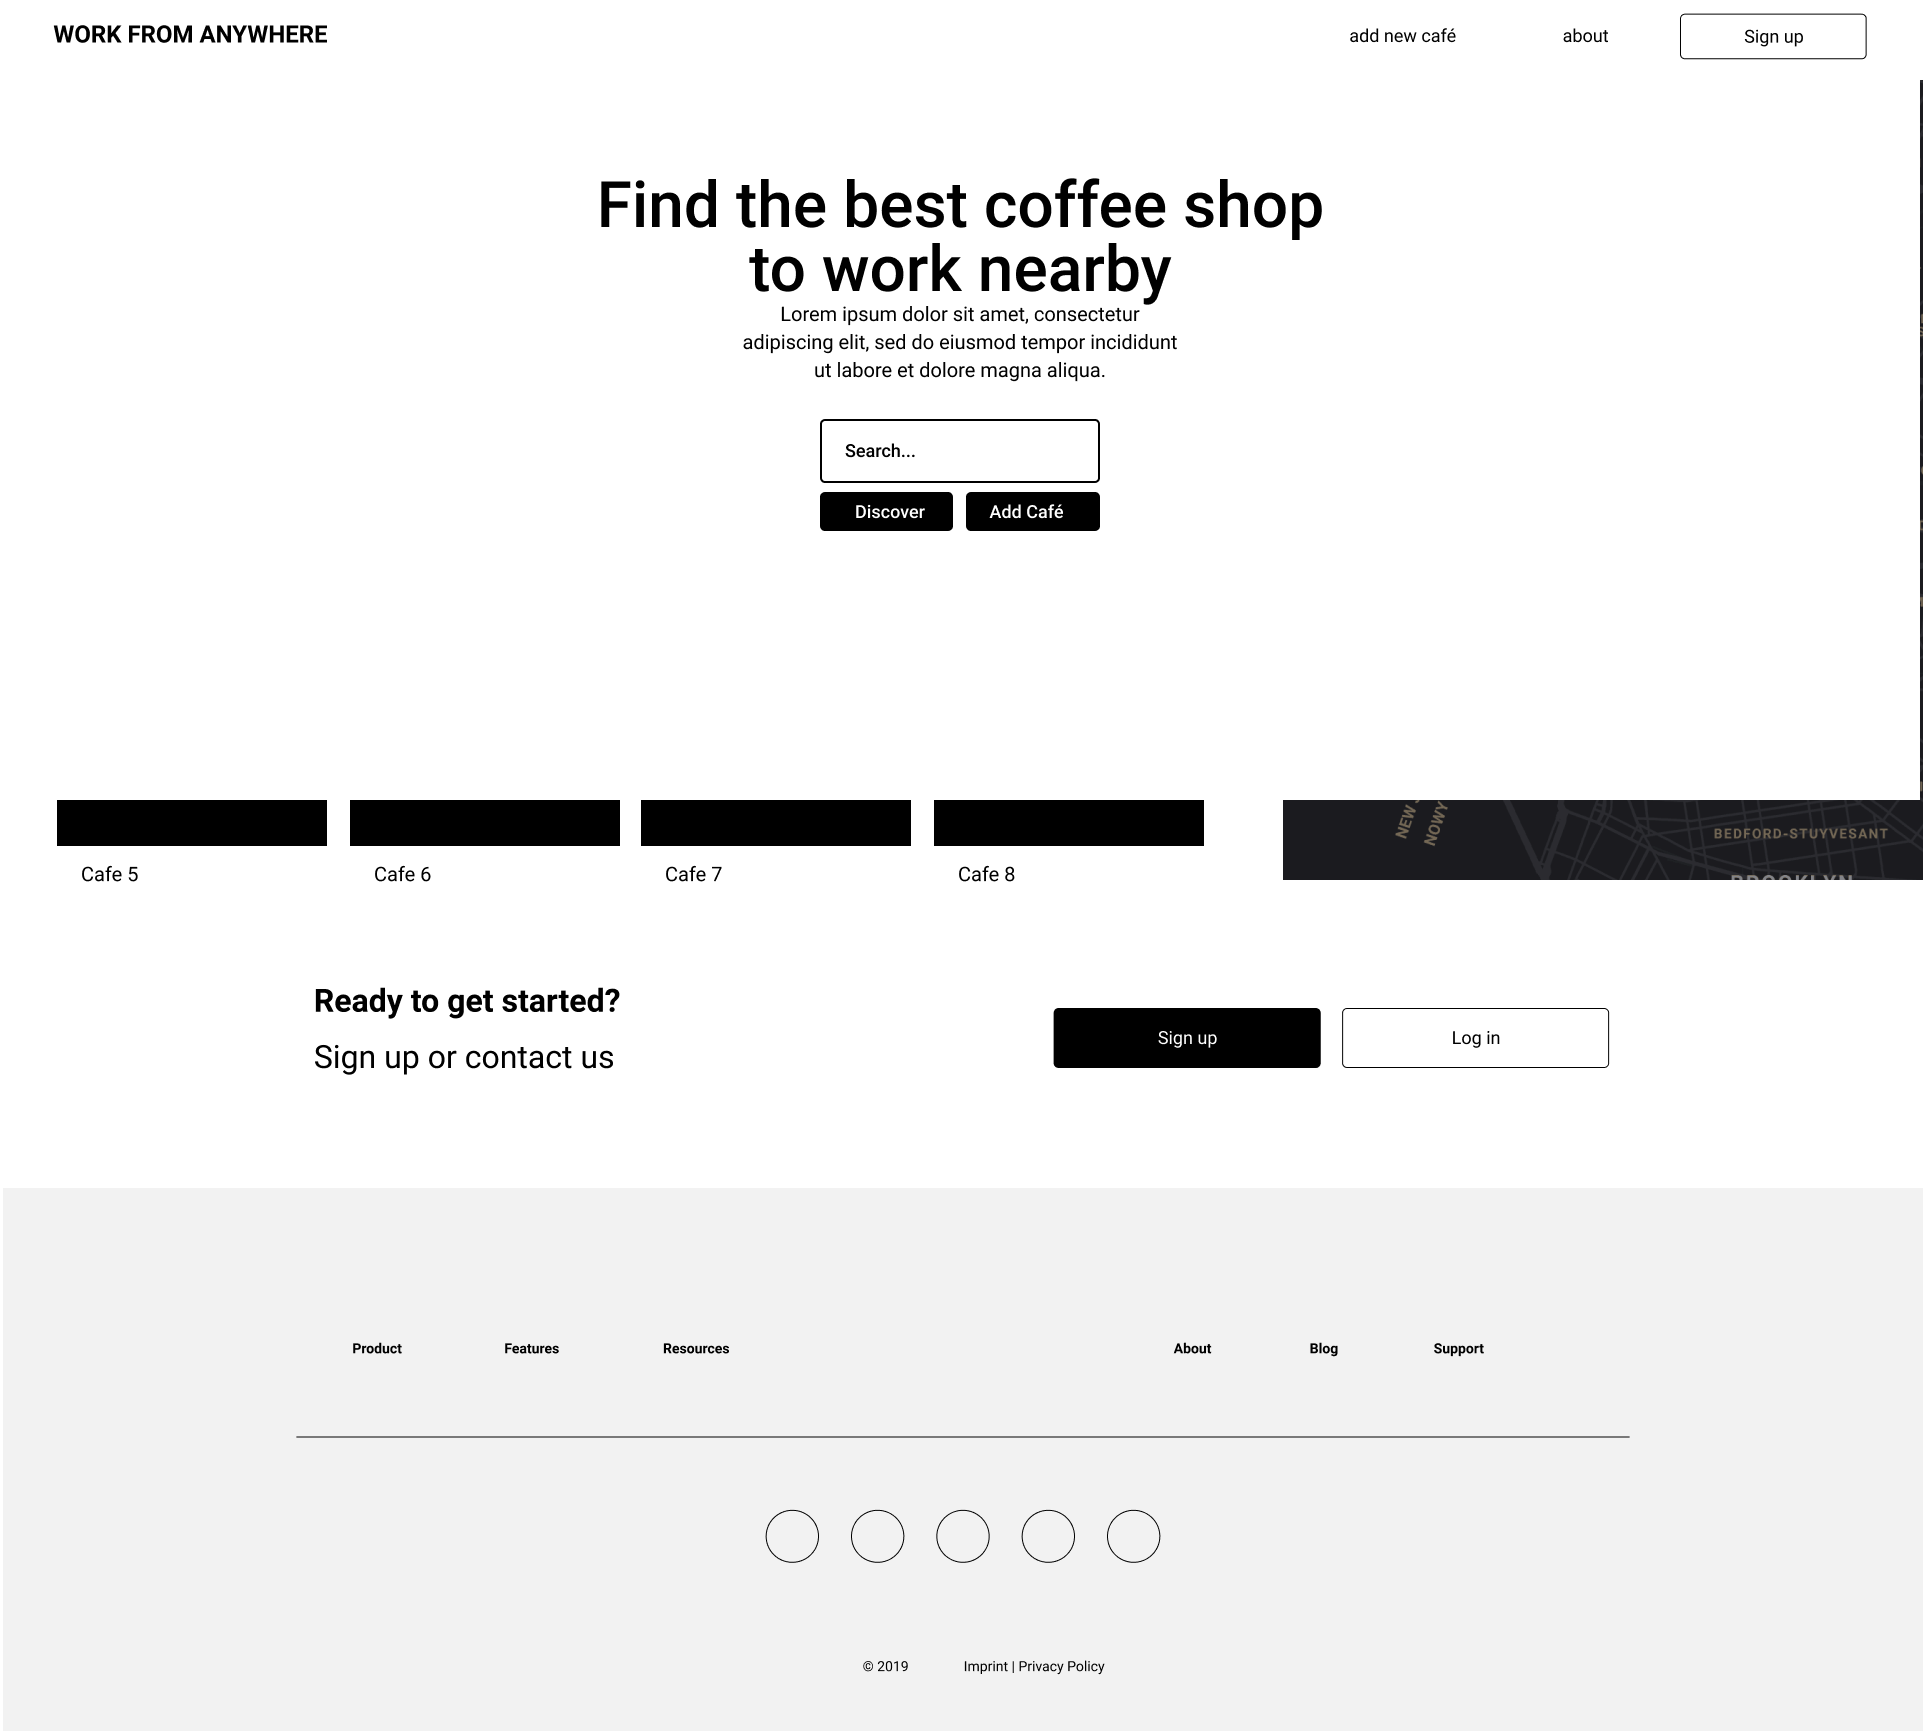 WORK FROM ANYWHERE
add new café
about
Sign up
Find the best coffee shop
to work nearby
Lorem ipsum dolor sit amet, consectetur
adipiscing elit, sed do eiusmod tempor incididunt
ut labore et dolore magna aliqua.
Search...
Discover
Add Café
NEW
NOWY
BEDFORD-STUYVESANT
BROOKLYN
Cafe 5
Cafe 6
Cafe 7
Cafe 8
Ready to get started?
Sign up or contact us
Sign up
Log in
Product
Features
Resources
About
Blog
Support
© 2019
Imprint | Privacy Policy